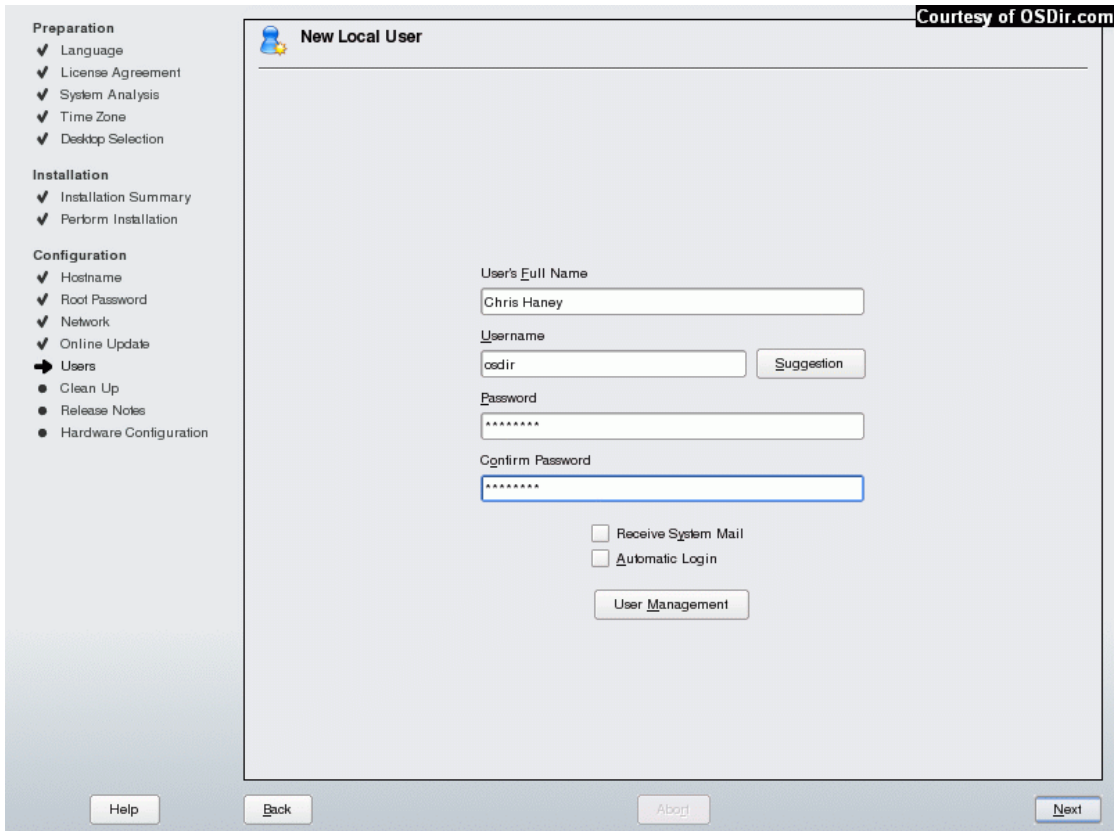 Courtesy of OSDir.com
Preparation
Language
License Agreement
System Analysis
Time Zone
Desktop Selection
Installation
Installation Summary
Perform Installation
Configuration
Hostname
Root Password
Network
Online Update
Users
Clean Up
Release Notes
Hardware Configuration
New Local User
User's Full Name
Chris Haney
Username
osdir
Suggestion
Password
********
Confirm Password
********
Receive System Mail
Automatic Login
User Management
Help
Back
Abort
Next